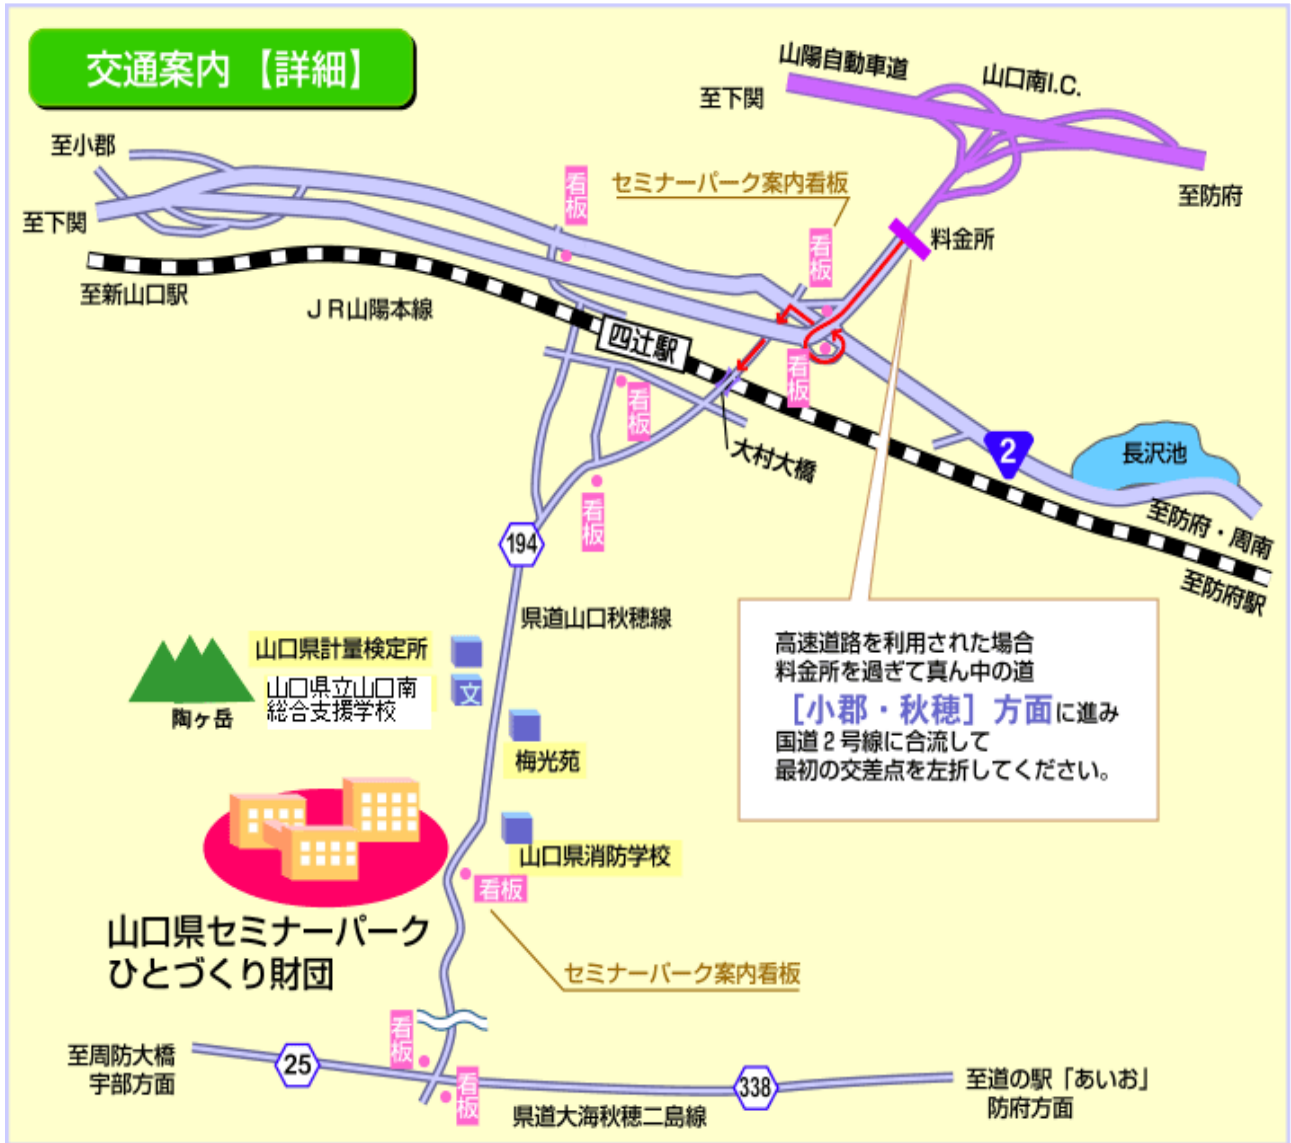 交通案内【詳細】
山陽自動車道
山口南I.C.
至下関
至防府
至小郡
至下関
看板
セミナーパーク案内看板
看板
料金所
至新山口駅
JR山陽本線
四辻駅
看板
看板
大村大橋
2
長沢池
至防府・周南
至防府駅
看板
194
県道山口秋穂線
高速道路を利用された場合
料金所を過ぎて真ん中の道
［小郡・秋穂］方面に進み
国道2号線に合流して
最初の交差点を左折してください。
山口県計量検定所
山口県立山口南
総合支援学校
文
陶ヶ岳
梅光苑
山口県消防学校
看板
山口県セミナーパーク
ひとづくり財団
セミナーパーク案内看板
看板
至周防大橋
宇部方面
25
看板
県道大海秋穂二島線
338
至道の駅「あいお」
防府方面